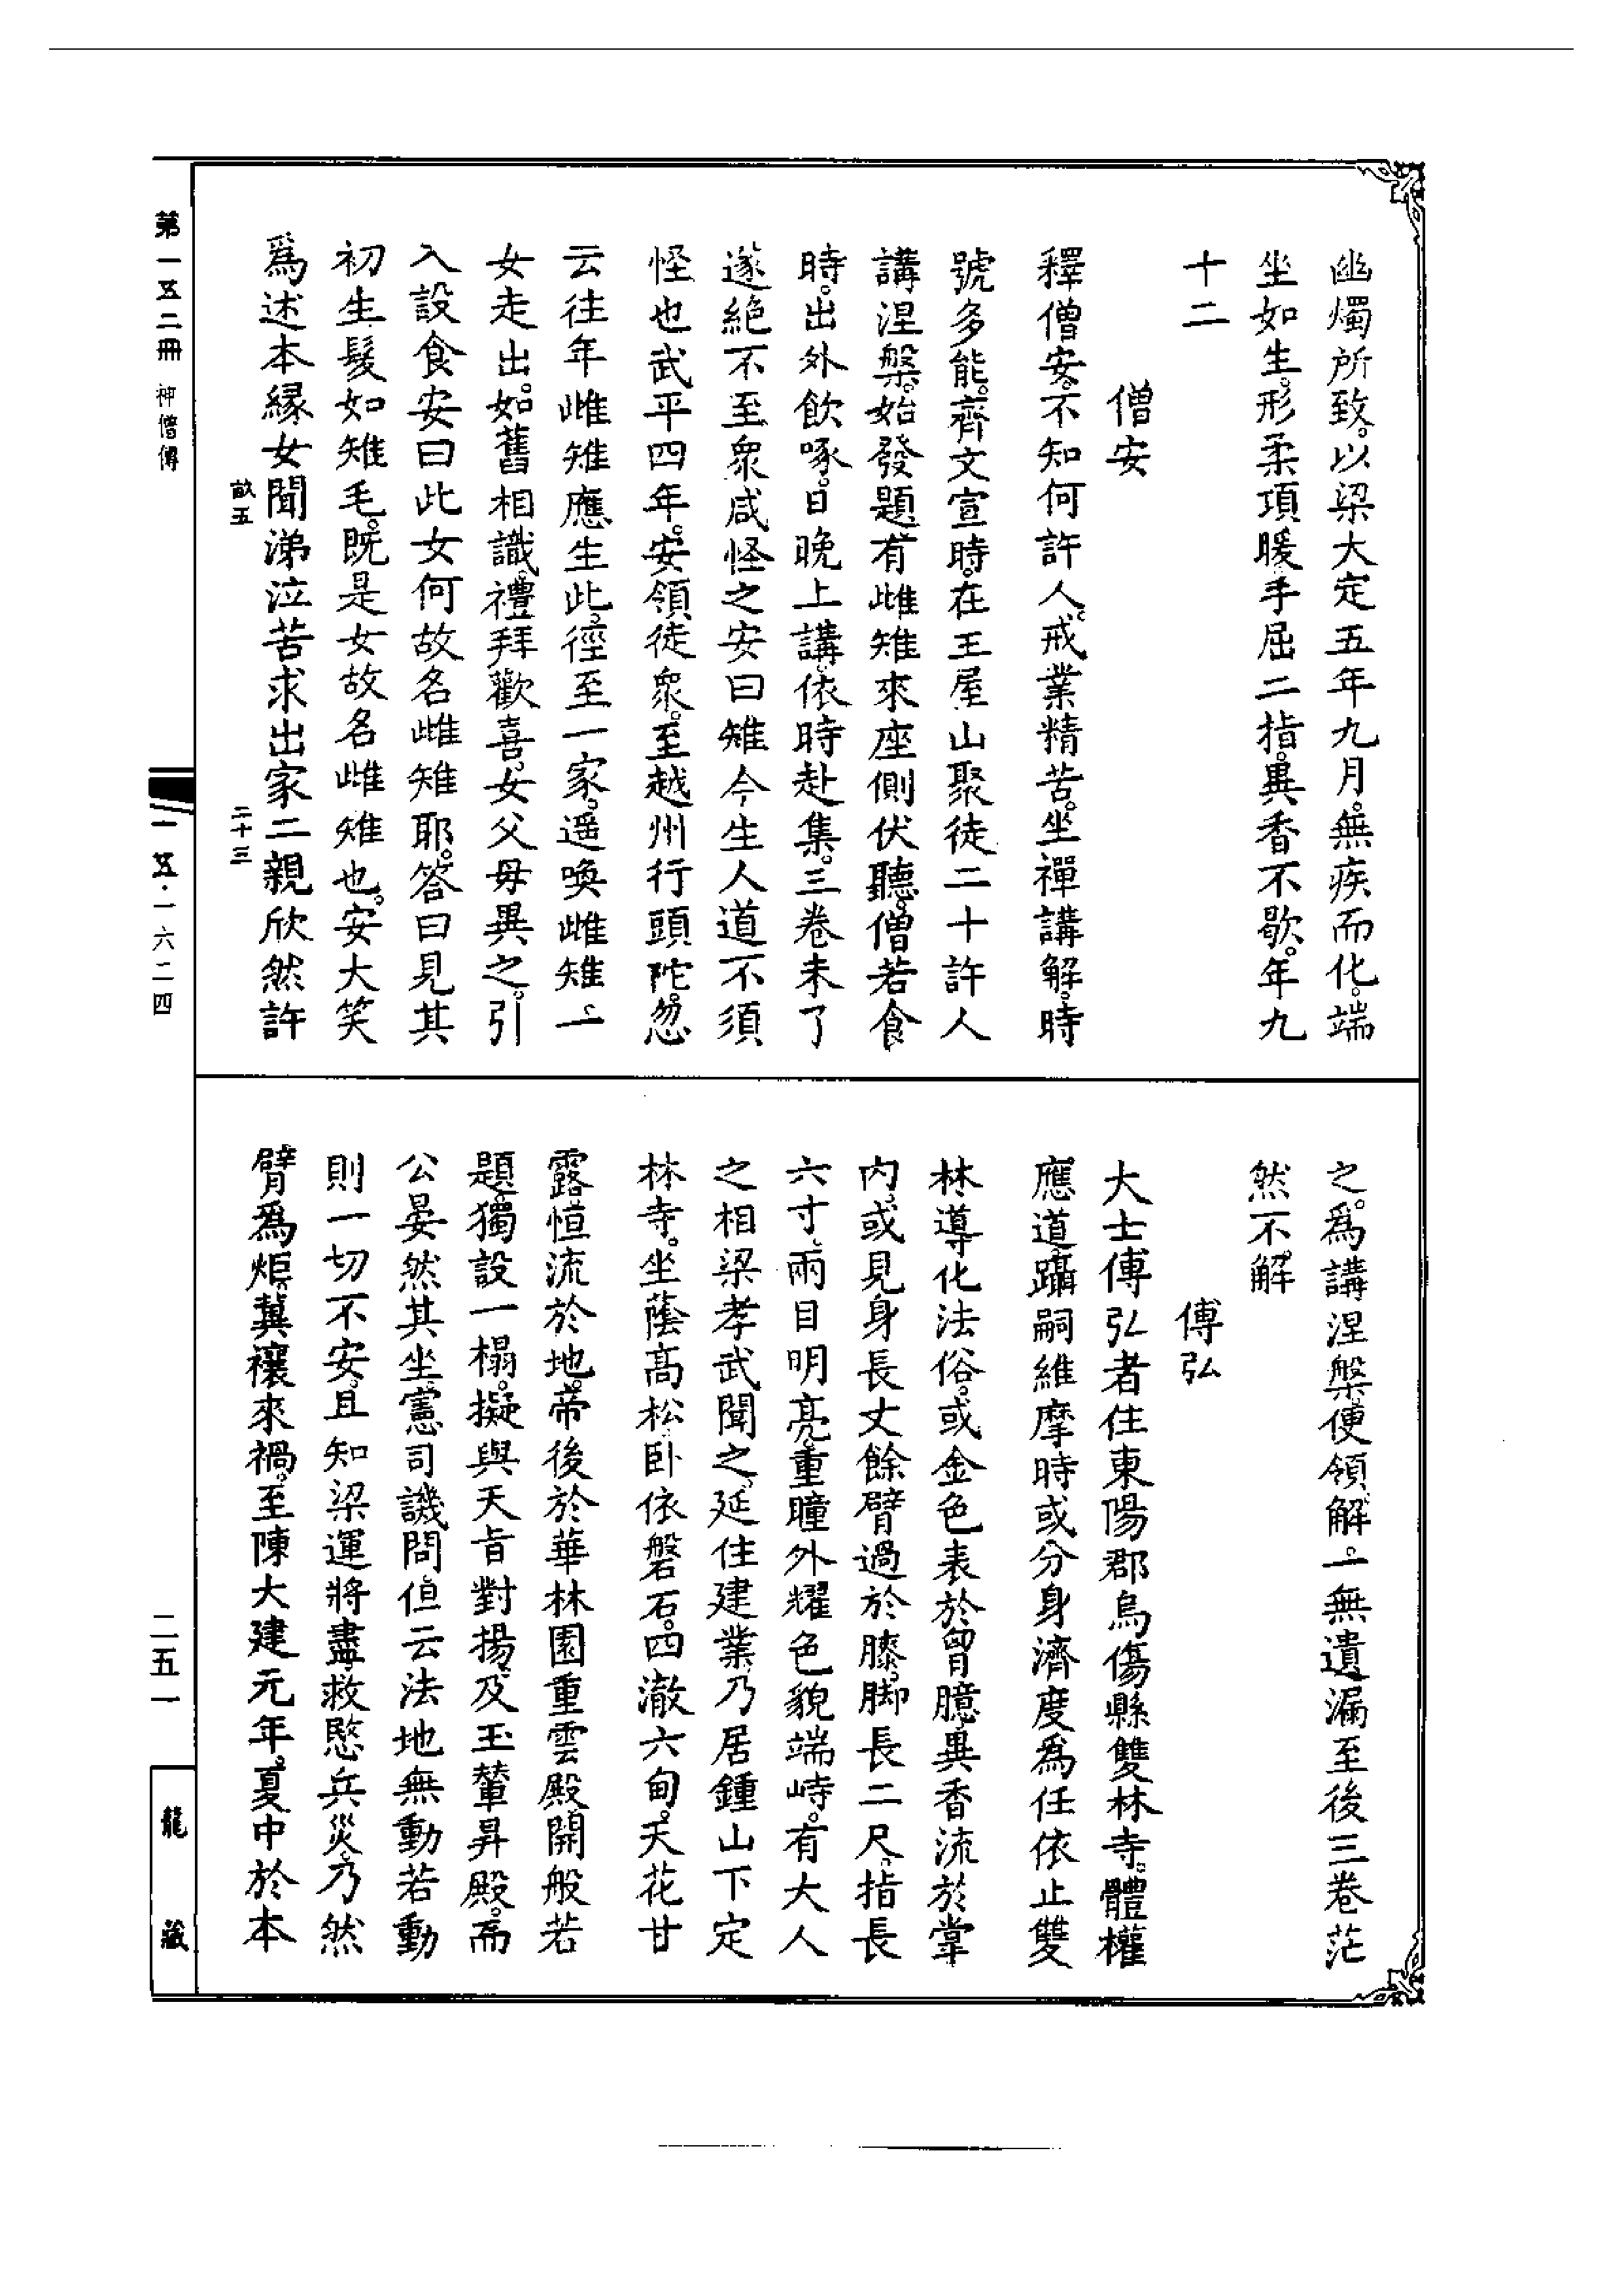 幽燭所致。以梁大定五年九月。無疾而化。端
坐如生。形柔項暖。手屈二指。異香不歇。年九
十二
僧安
釋僧安。不知何許人。戒業精苦。坐禪講解。時
號多能。齊文宣時。在王屋山聚徒二十許人
講涅槃。始發題。有雌雉來座側伏聽。僧若食
時。出外飲啄。日晚上講。依時赴集。三卷未了
遂絕不至衆咸怪之安曰雉今生人道不須
怪也武平四年。安領徒衆。至越州行頭陀。忽
云往年雌雉應生此。徑至一家。遥喚雌雉。一
女走出。如舊相識。禮拜歡喜。女父母異之。引
入設食安曰此女何故名雌雉耶。答曰見其
初生髮如雉毛。既是女故名雌雉也。安大笑
爲述本緣女聞涕泣苦求出家二親欣然許
之。爲講涅槃。便領解。一無遺漏至後三卷茫
然不解。
傅弘
大士傅弘者住東陽郡烏傷縣雙林寺。體權
應道。躡嗣維摩時或分身濟度爲任依止雙
林導化法俗。或金色表於胷臆。異香流於掌
內。或見身長丈餘臂過於膝。脚長二尺。指長
六寸。兩目明亮。重瞳外耀色貌端峙。有大人
之相梁孝武聞之。延住建業。乃居鍾山下定
林寺。坐蔭髙松。卧依磐石。四澈六甸。天花甘
露恒流於地。帝後於華林園重雲殿。開般若
題。獨設一榻。擬與天旨對揚。及玉輦昇殿。而
公晏然其坐。憲司譏問。但云法地無動若動
則一切不安。且知梁運將盡。救愍兵災。乃然
臂爲炬。冀禳來禍。至陳大建元年。夏中於本
第一五二冊 神僧傳
畝五
二十三
一五·一六二四
二五一
龍藏